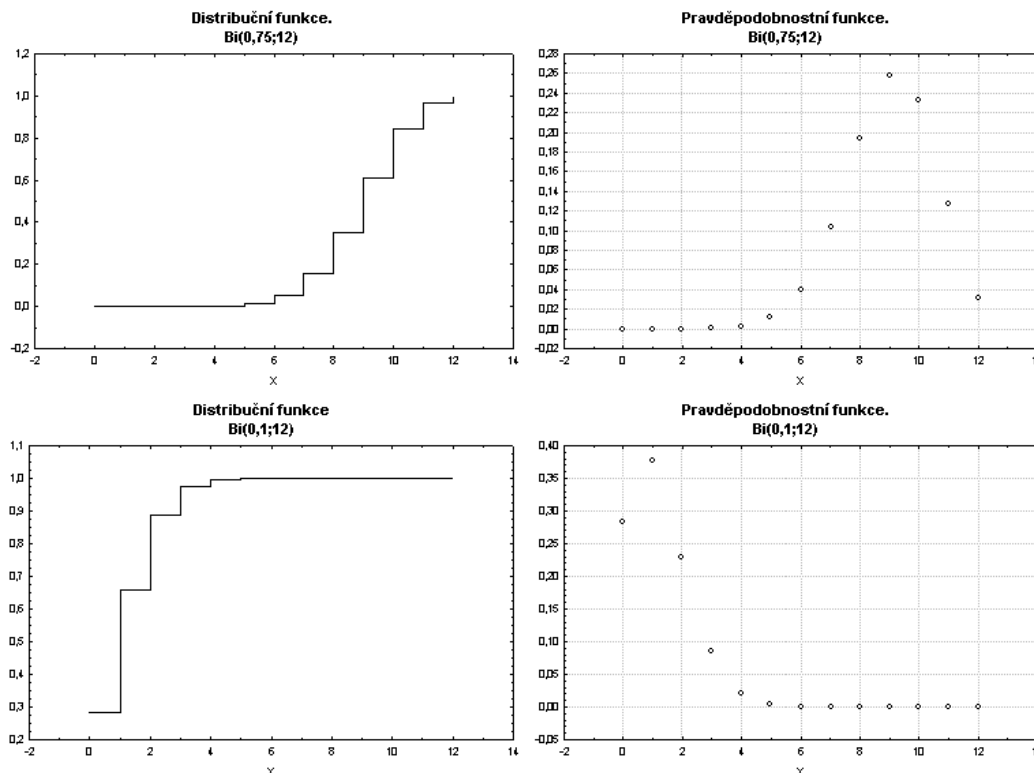 Distribuční funkce.
Bi(0,75;12)
1,2
1,0
0,8
0,6
0,4
0,2
0,0
-0,2
-2 0 2 4 6 8 10 12 14
X
Pravděpodobnostní funkce.
Bi(0,75;12)
0,28
0,26
0,24
0,22
0,20
0,18
0,16
0,14
0,12
0,10
0,08
0,06
0,04
0,02
0,00
-0,02
-2 0 2 4 6 8 10 12 14
X
Distribuční funkce
Bi(0,1;12)
1,1
1,0
0,9
0,8
0,7
0,6
0,5
0,4
0,3
0,2
-2 0 2 4 6 8 10 12 14
X
Pravděpodobnostní funkce.
Bi(0,1;12)
0,40
0,35
0,30
0,25
0,20
0,15
0,10
0,05
0,00
-0,05
-2 0 2 4 6 8 10 12
X